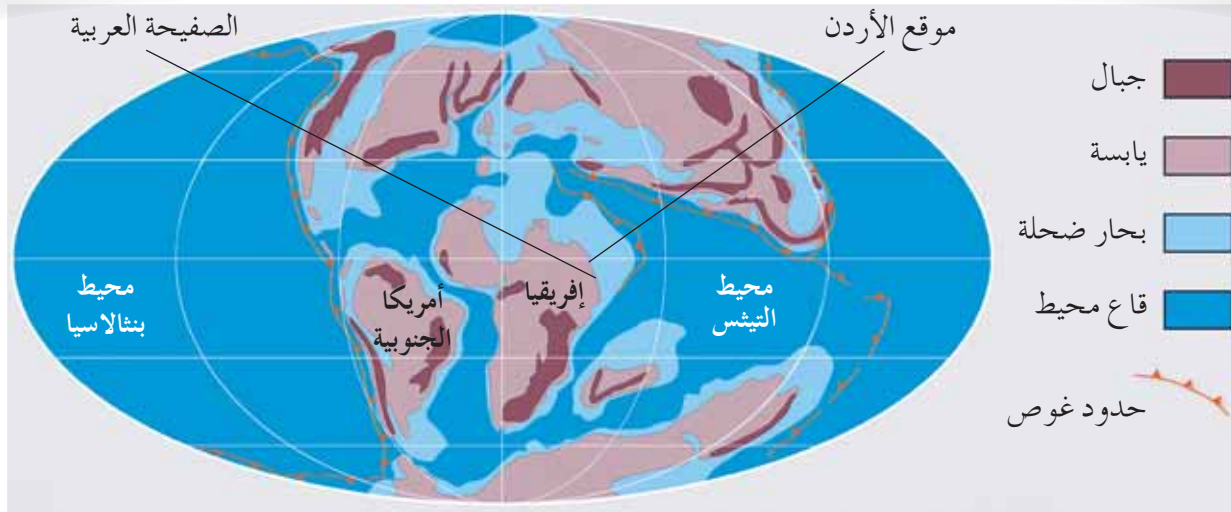 موقع الأردن
الصفيحة العربية
جبال
يابسة
بحار ضحلة
قاع محيط
حدود غوص
محيط
التيثس
إفريقيا
أمريكا
الجنوبية
محيط
بنثالاسيا